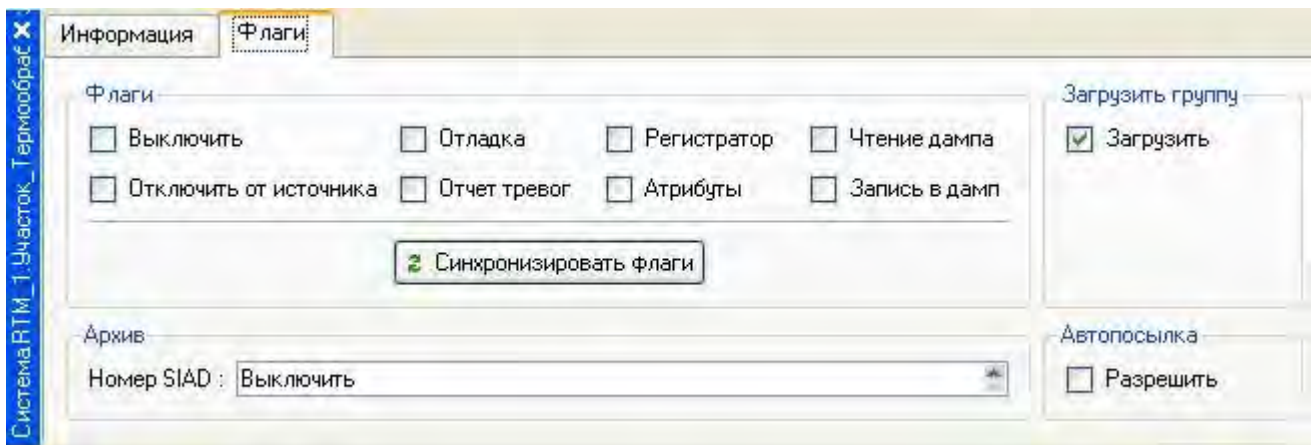 Информация Флаги
Флаги
Выключить Отладка Регистратор Чтение дампа
Отключить от источника Отчет тревог Атрибуты Запись в дамп
Синхронизировать флаги
Загрузить группу
Загрузить
Архив
Номер SIAD : Выключить
Автопосылка
Разрешить
Система.RTM_1.Участок_Термообраб